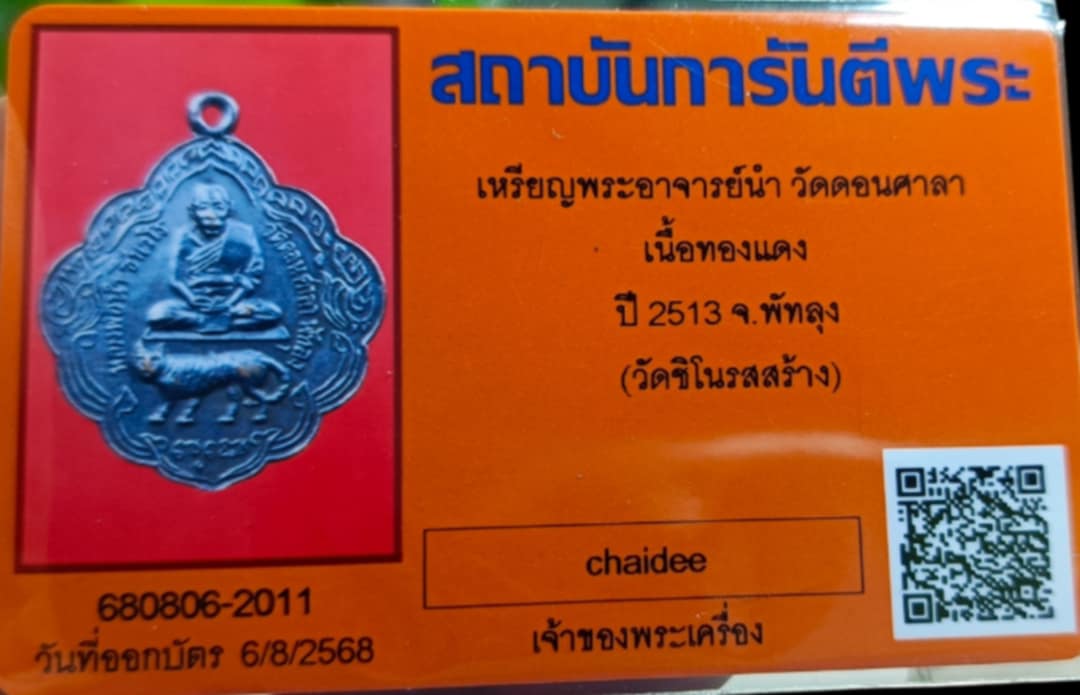 สถาบันการันตีพระ
เหรียญพระอาจารย์นำ วัดดอนศาลา
เนื้อทองแดง
ปี 2513 จ.พัทลุง
(วัดชิโนรสสร้าง)
chaidee
เจ้าของพระเครื่อง
680806-2011
วันที่ออกบัตร 6/8/2568